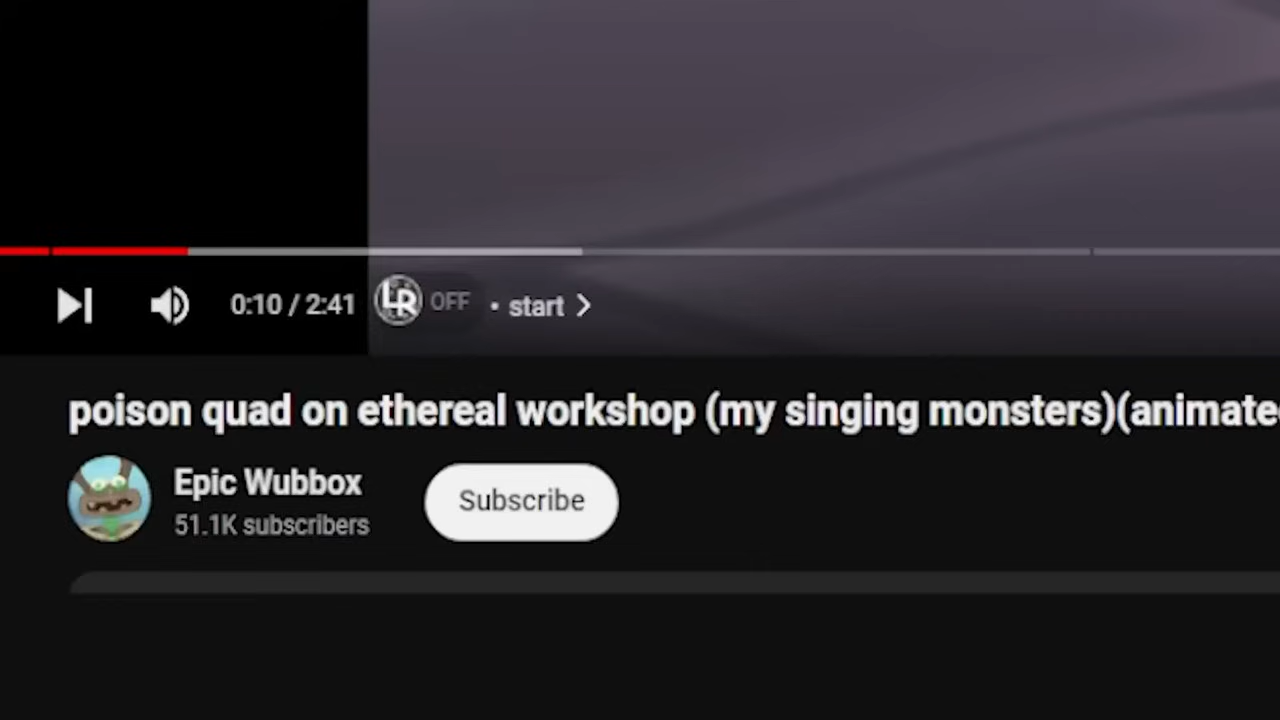 0:10 / 2:41 LR OFF • start
poison quad on ethereal workshop (my singing monsters)(animate
Epic Wubbox
51.1K subscribers
Subscribe